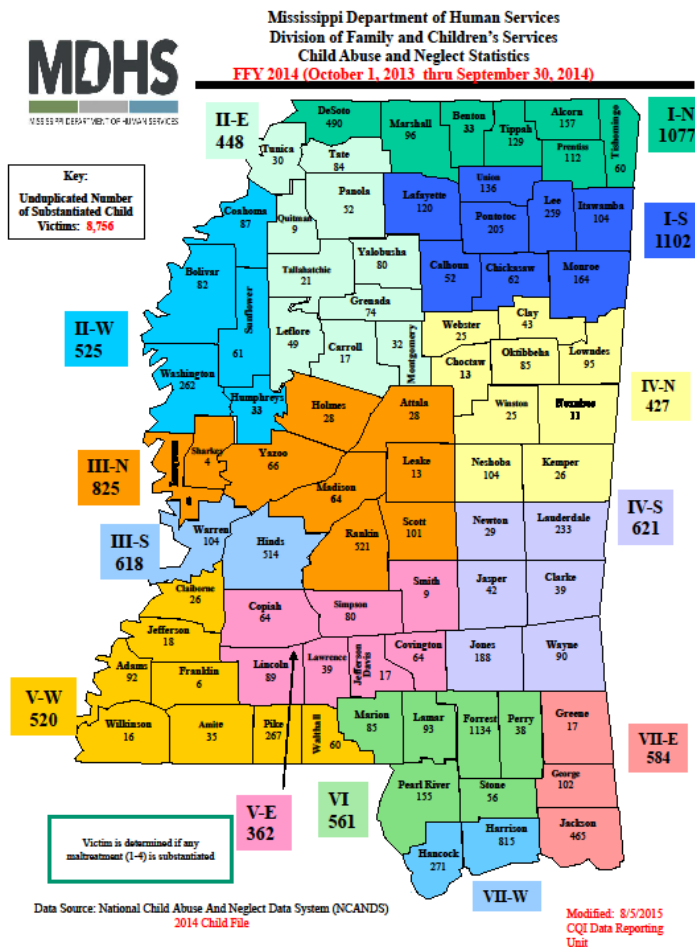 Mississippi Department of Human Services
Division of Family and Children's Services
Child Abuse and Neglect Statistics
FFY 2014 (October 1, 2013 thru September 30, 2014)
MDHS
MISSISSIPPI DEPARTMENT OF HUMAN SERVICES
Key:
Unduplicated Number
of Substantiated Child
Victims: 8,756
II-E
448
I-N
1077
I-S
1102
II-W
525
IV-N
427
III-N
825
IV-S
621
III-S
618
V-W
520
VII-E
584
V-E
362
VI
561
VII-W
DeSoto
490
Marshall
96
Benton
33
Tippah
129
Alcorn
157
Prentiss
112
Tishomingo
60
Tunica
30
Tate
84
Panola
52
Lafayette
120
Union
136
Pontotoc
205
Lee
259
Itawamba
104
Coahoma
87
Quitman
9
Bolivar
82
Tallahatchie
21
Yalobusha
80
Calhoun
52
Chickasaw
62
Monroe
164
Sunflower
61
Grenada
74
Leflore
49
Carroll
17
32
Montgomery
Webster
25
Clay
43
Choctaw
13
Oktibbeha
85
Lowndes
95
Washington
262
Humphreys
33
Holmes
28
Attala
28
Winston
25
11
Sharkey
4
Yazoo
66
Madison
64
Leake
13
Neshoba
104
Kemper
26
Warren
104
Hinds
514
Rankin
521
Scott
101
Newton
29
Lauderdale
233
Claiborne
26
Copiah
64
Simpson
80
Smith
9
Jasper
42
Clarke
39
Jefferson
18
Adams
92
Franklin
6
Lincoln
89
Lawrence
39
Jefferson
Davis
17
Covington
64
Jones
188
Wayne
90
Wilkinson
16
Amite
35
Pike
267
Walthall
60
Marion
85
Lamar
93
Forrest
1134
Perry
38
Greene
17
Pearl River
155
Stone
56
George
102
Hancock
271
Harrison
815
Jackson
465
Victim is determined if any
maltreatment (1-4) is substantiated
Data Source: National Child Abuse And Neglect Data System (NCANDS)
2014 Child File
Modified: 8/5/2015
CQI Data Reporting
Unit